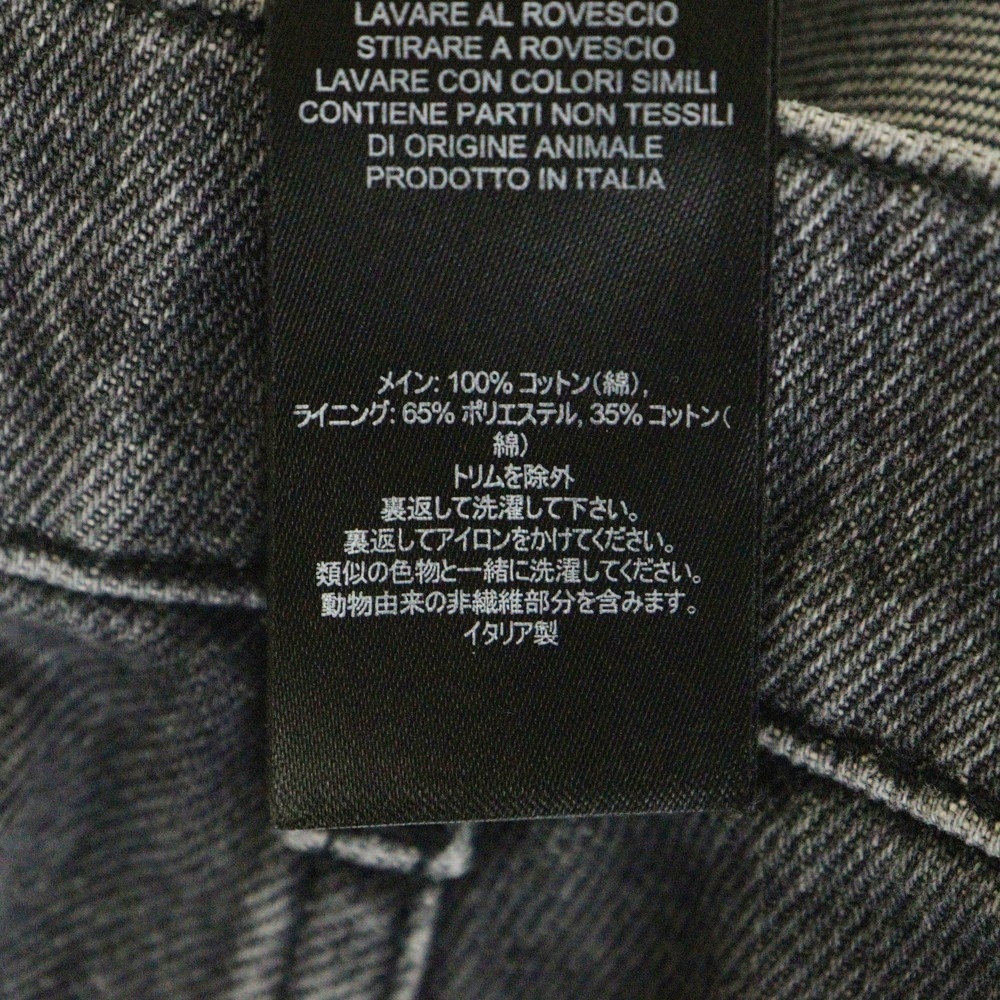 LAVARE AL ROVESCIO
STIRARE A ROVESCIO
LAVARE CON COLORI SIMILI
CONTIENE PARTI NON TESSILI
DI ORIGINE ANIMALE
PRODOTTO IN ITALIA
メイン: 100% コットン(綿),
ライニング: 65% ポリエステル, 35% コットン(
綿)
トリムを除外
裏返して洗濯して下さい。
裏返してアイロンをかけてください。
類似の色物と一緒に洗濯してください。
動物由来の非繊維部分を含みます。
イタリア製